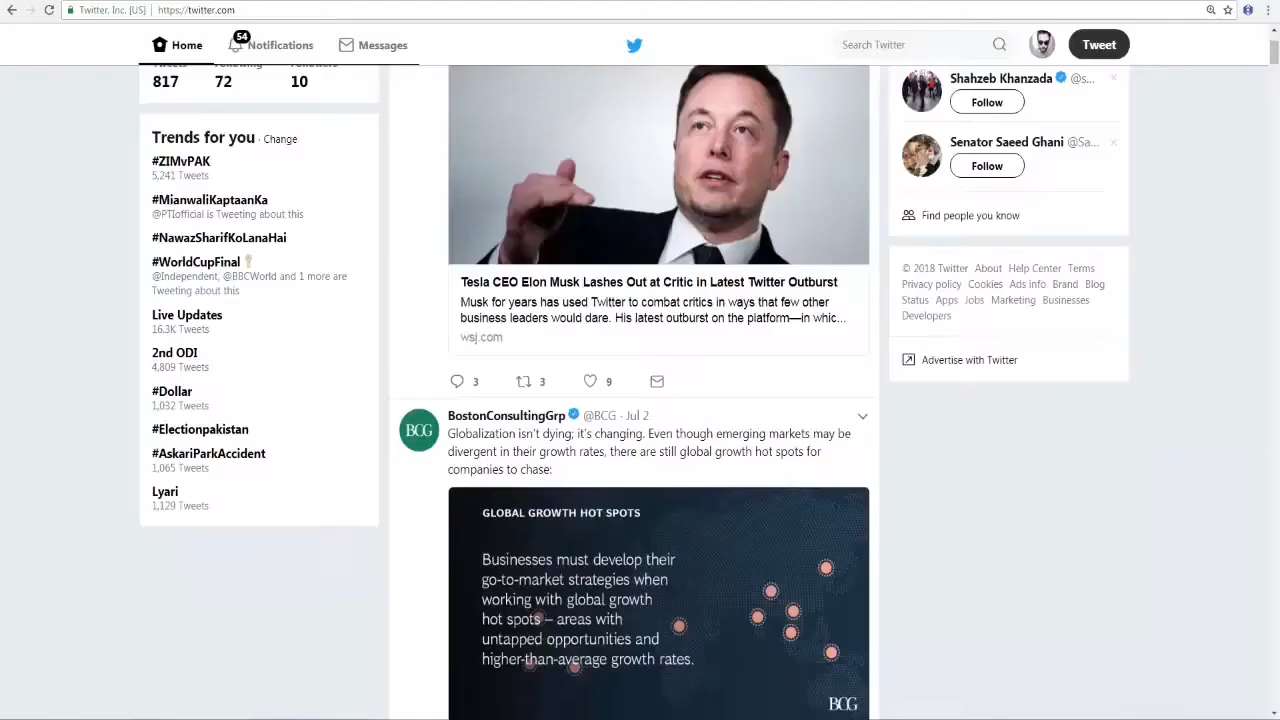 Twitter, Inc. [US] | https://twitter.com
Home
54
Notifications
Messages
Search Twitter
Tweet
817 72 10
Trends for you · Change
#ZIMvPAK
5,241 Tweets
#MianwaliKaptaanKa
@PTIofficial is Tweeting about this
#NawazSharifKoLanaHai
#WorldCupFinal
@Independent, @BBCWorld and 1 more are
Tweeting about this
Live Updates
16.3K Tweets
2nd ODI
4,809 Tweets
#Dollar
1,032 Tweets
#Electionpakistan
#AskariParkAccident
1,065 Tweets
Lyari
1,129 Tweets
Tesla CEO Elon Musk Lashes Out at Critic in Latest Twitter Outburst
Musk for years has used Twitter to combat critics in ways that few other
business leaders would dare. His latest outburst on the platform—in whic...
wsj.com
3 3 9
BCG
BostonConsultingGrp @BCG · Jul 2
Globalization isn't dying; it's changing. Even though emerging markets may be
divergent in their growth rates, there are still global growth hot spots for
companies to chase:
GLOBAL GROWTH HOT SPOTS
Businesses must develop their
go-to-market strategies when
working with global growth
hot spots – areas with
untapped opportunities and
higher-than-average growth rates.
BCG
Shahzeb Khanzada @s...
Follow
Senator Saeed Ghani @Sa...
Follow
Find people you know
© 2018 Twitter About Help Center Terms
Privacy policy Cookies Ads info Brand Blog
Status Apps Jobs Marketing Businesses
Developers
Advertise with Twitter